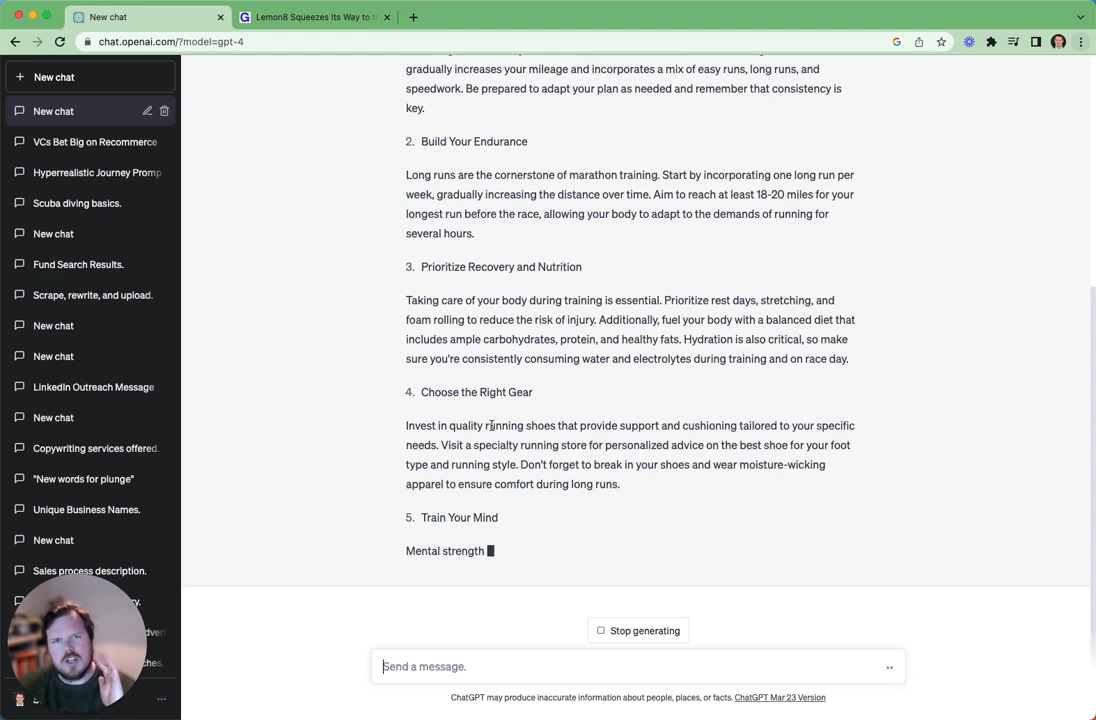 New chat
Lemon8 Squeezes Its Way to t
chat.openai.com/?model=gpt-4
New chat
New chat
VCs Bet Big on Recommerce
Hyperrealistic Journey Promp
Scuba diving basics.
New chat
Fund Search Results.
Scrape, rewrite, and upload.
New chat
New chat
LinkedIn Outreach Message
New chat
Copywriting services offered.
"New words for plunge"
Unique Business Names.
New chat
Sales process description.
gradually increases your mileage and incorporates a mix of easy runs, long runs, and
speedwork. Be prepared to adapt your plan as needed and remember that consistency is
key.
2. Build Your Endurance
Long runs are the cornerstone of marathon training. Start by incorporating one long run per
week, gradually increasing the distance over time. Aim to reach at least 18-20 miles for your
longest run before the race, allowing your body to adapt to the demands of running for
several hours.
3. Prioritize Recovery and Nutrition
Taking care of your body during training is essential. Prioritize rest days, stretching, and
foam rolling to reduce the risk of injury. Additionally, fuel your body with a balanced diet that
includes ample carbohydrates, protein, and healthy fats. Hydration is also critical, so make
sure you're consistently consuming water and electrolytes during training and on race day.
4. Choose the Right Gear
Invest in quality running shoes that provide support and cushioning tailored to your specific
needs. Visit a specialty running store for personalized advice on the best shoe for your foot
type and running style. Don't forget to break in your shoes and wear moisture-wicking
apparel to ensure comfort during long runs.
5. Train Your Mind
Mental strength
Stop generating
Send a message.
ChatGPT may produce inaccurate information about people, places, or facts. ChatGPT Mar 23 Version